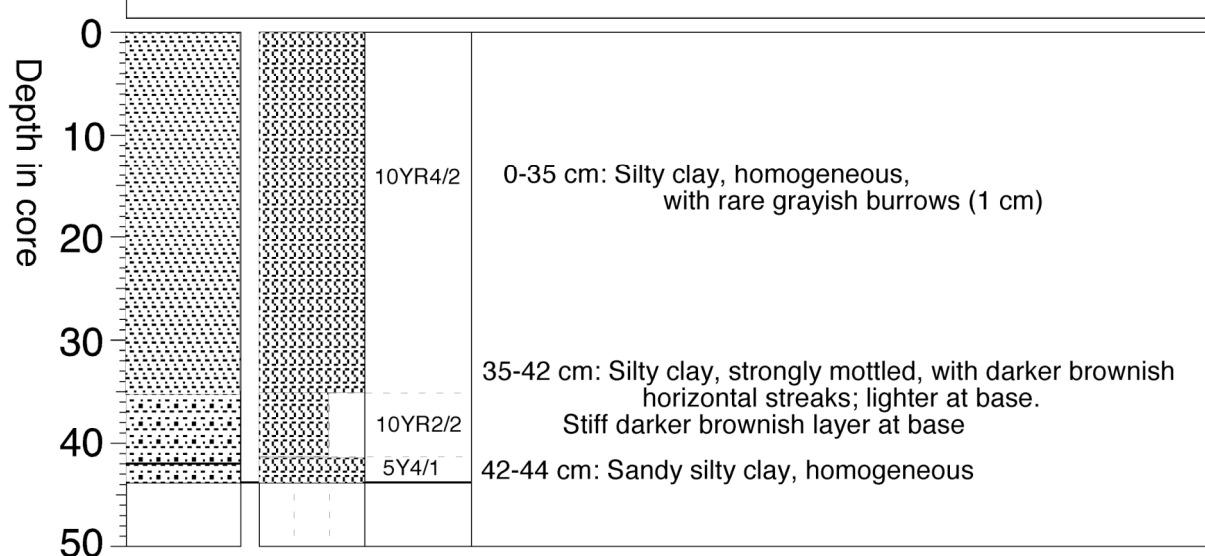 Depth in core
0
10
20
30
40
50
10YR4/2
10YR2/2
5Y4/1
0-35 cm: Silty clay, homogeneous,
with rare grayish burrows (1 cm)
35-42 cm: Silty clay, strongly mottled, with darker brownish
horizontal streaks; lighter at base.
Stiff darker brownish layer at base
42-44 cm: Sandy silty clay, homogeneous